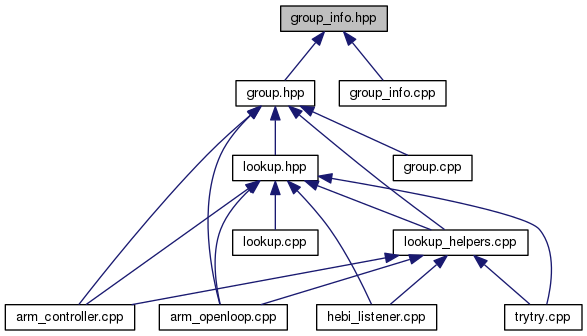 group_info.hpp
group.hpp
group_info.cpp
lookup.hpp
group.cpp
lookup.cpp
lookup_helpers.cpp
arm_controller.cpp
arm_openloop.cpp
hebi_listener.cpp
trytry.cpp